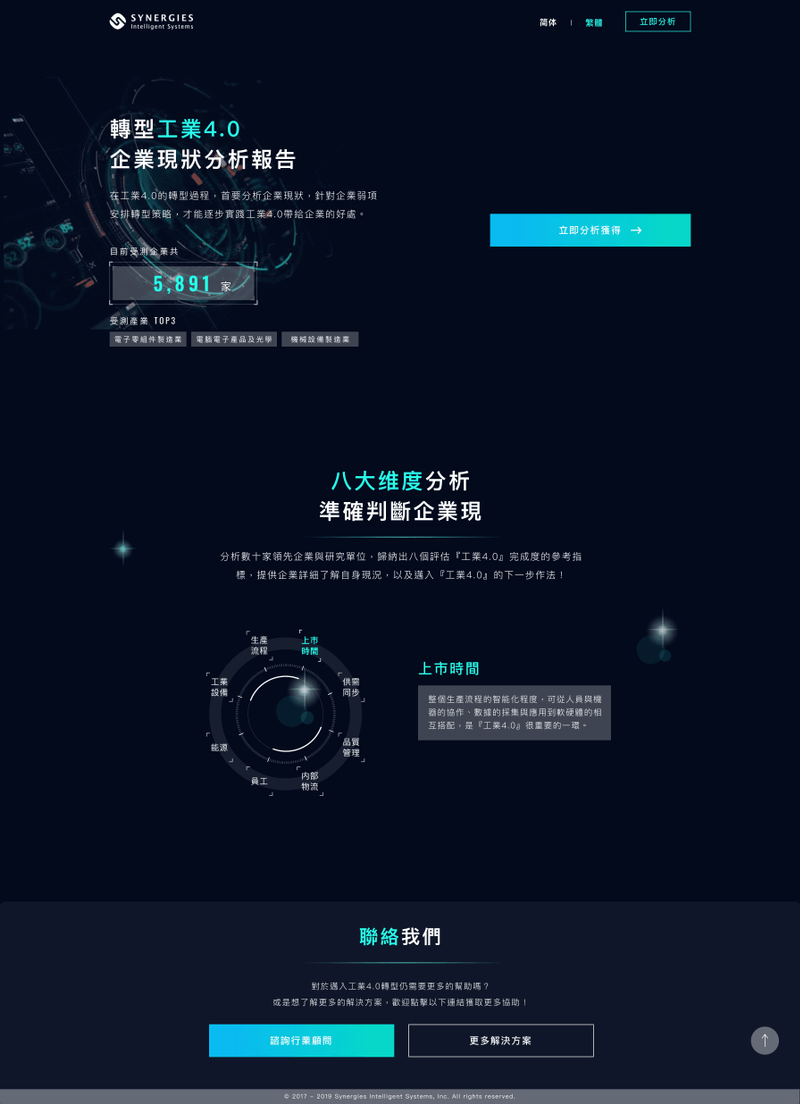 SYNERGIES
Intelligent Systems
简体
繁體
立即分析
轉型工業4.0
企業現狀分析報告
在工業4.0的轉型過程，首要分析企業現狀，針對企業弱項
安排轉型策略，才能逐步實踐工業4.0帶給企業的好處。
立即分析獲得 →
目前受測企業共
5,891 家
受測產業 TOP3
電子零組件製造業
電腦電子產品及光學
機械設備製造業
八大维度分析
準確判斷企業現
分析數十家領先企業與研究單位，歸納出八個評估『工業4.0』完成度的參考指
標，提供企業詳細了解自身現況，以及邁入『工業4.0』的下一步作法！
生產
流程
上市
時間
工業
設備
供需
同步
能源
品質
管理
員工
内部
物流
上市時間
整個生產流程的智能化程度，可從人員與機
器的協作、數據的採集與應用到軟硬體的相
互搭配，是『工業4.0』很重要的一環。
聯絡我們
對於邁入工業4.0轉型仍需要更多的幫助嗎？
或是想了解更多的解決方案，歡迎點擊以下連結獲取更多協助！
諮詢行業顧問
更多解決方案
© 2017 – 2019 Synergies Intelligent Systems, Inc. All rights reserved.